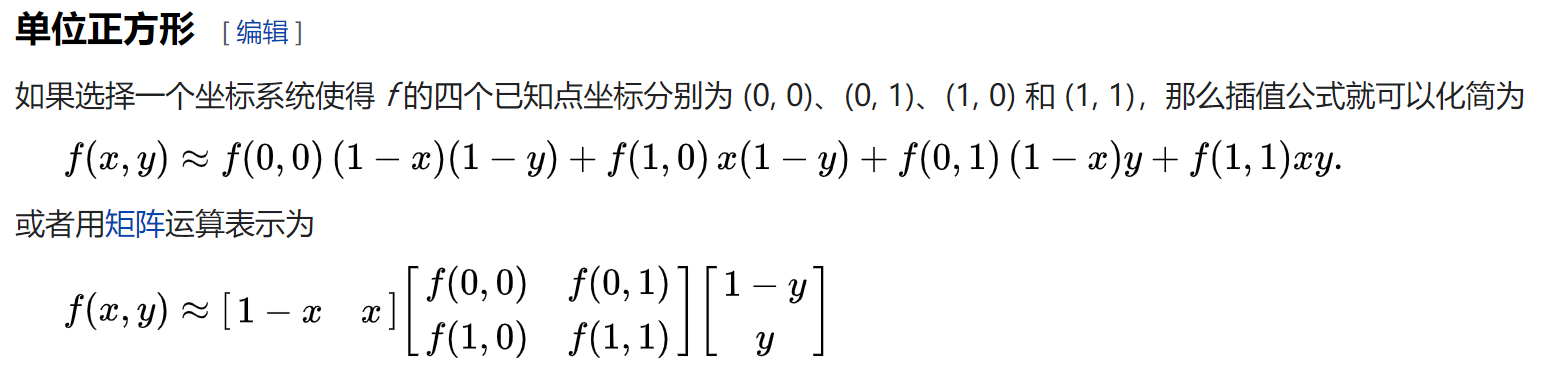 单位正方形 [编辑]
如果选择一个坐标系统使得 f 的四个已知点坐标分别为 (0, 0)、(0, 1)、(1, 0) 和 (1, 1)，那么插值公式就可以化简为
f(x, y) ≈ f(0, 0) (1 − x)(1 − y) + f(1, 0) x(1 − y) + f(0, 1) (1 − x)y + f(1, 1)xy.
或者用矩阵运算表示为
f(x, y) ≈ [1 − x  x] [f(0, 0)  f(0, 1); f(1, 0)  f(1, 1)] [1 − y; y]